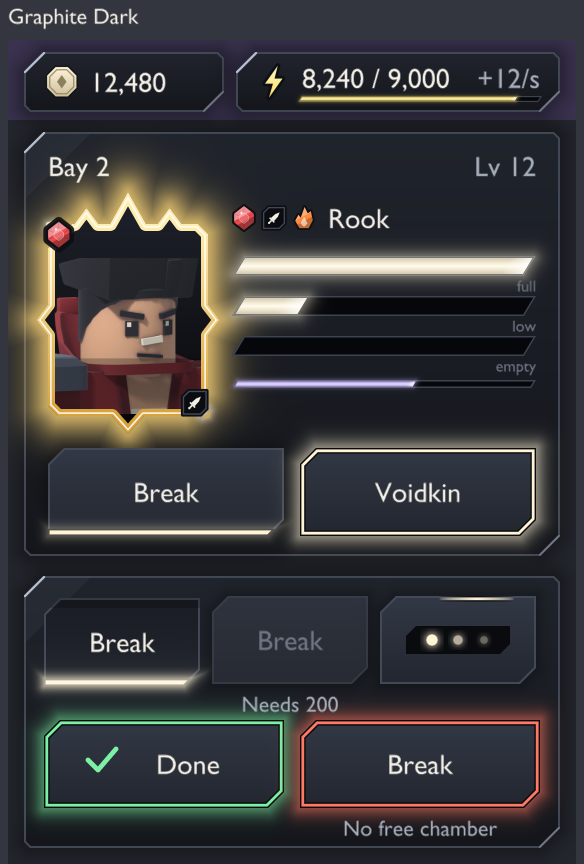 Graphite Dark
12,480
8,240 / 9,000 +12/s
Bay 2
Lv 12
Rook
full
low
empty
Break
Voidkin
Break
Break
Needs 200
Done
Break
No free chamber